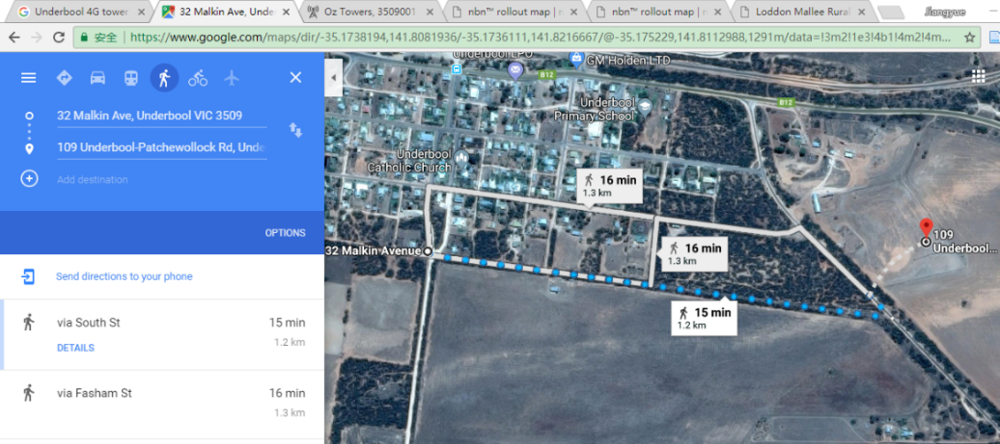 Underbool 4G tower
32 Malkin Ave, Unde
Oz Towers, 3509001
nbn™ rollout map | n
nbn™ rollout map | n
Loddon Mallee Rural
Jiangyue
安全 | https://www.google.com/maps/dir/-35.1738194,141.8081936/-35.1736111,141.8216667/@-35.175229,141.8112988,1291m/data=!3m2!1e3!4b1!4m2!4m...
32 Malkin Ave, Underbool VIC 3509
109 Underbool-Patchewollock Rd, Unde
Add destination
OPTIONS
Send directions to your phone
via South St
15 min
1.2 km
DETAILS
via Fasham St
16 min
1.3 km
Underbool LPO
B12
GM Holden LTD
B12
Underbool
Primary School
Underbool
Catholic Church
16 min
1.3 km
32 Malkin Avenue
16 min
1.3 km
109
Underbool...
15 min
1.2 km